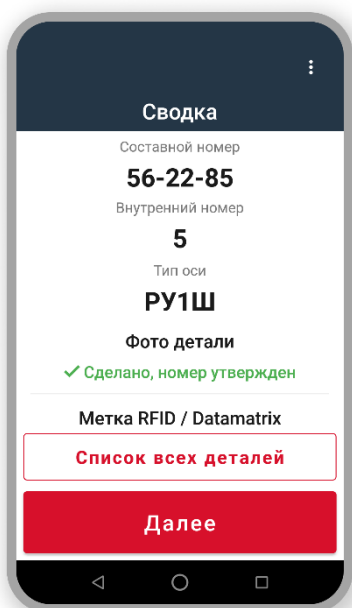 Сводка
Составной номер
56-22-85
Внутренний номер
5
Тип оси
РУ1Ш
Фото детали
Сделано, номер утвержден
Метка RFID / Datamatrix
Список всех деталей
Далее